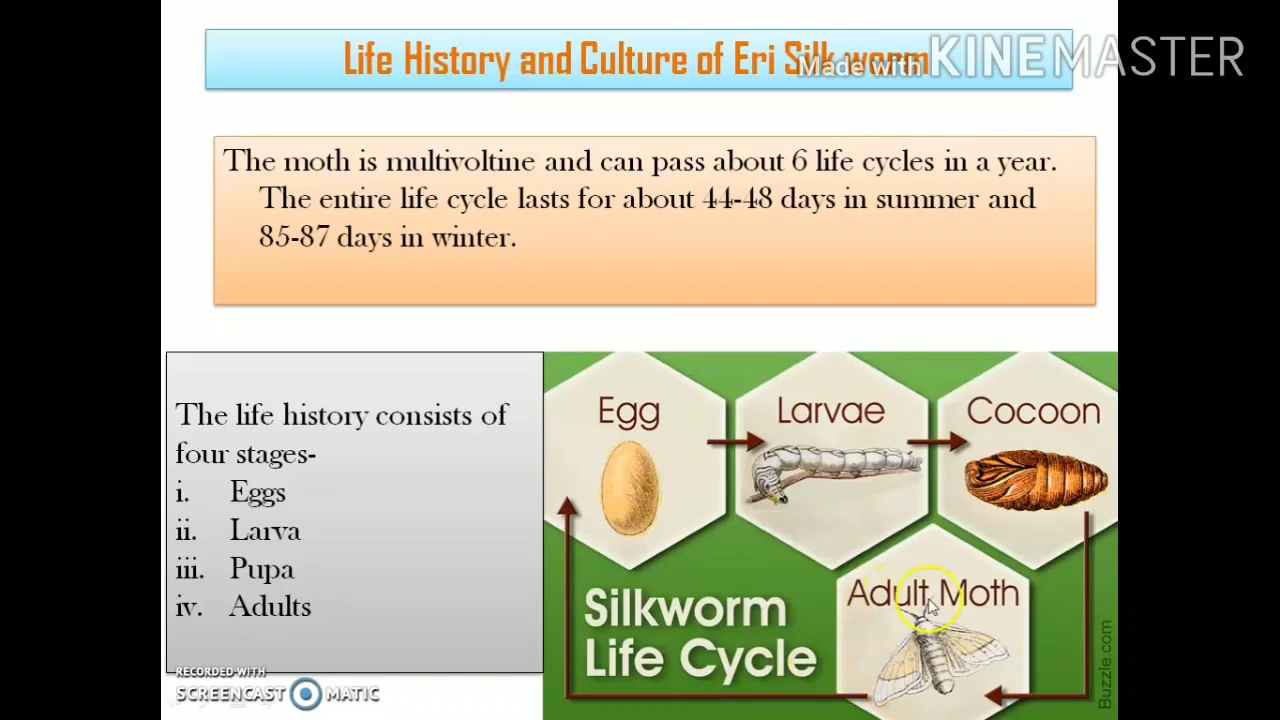 Life History and Culture of Eri Silk worm
Made with KINEMASTER
The moth is multivoltine and can pass about 6 life cycles in a year.
The entire life cycle lasts for about 44-48 days in summer and
85-87 days in winter.
The life history consists of
four stages-
i. Eggs
ii. Larva
iii. Pupa
iv. Adults
Egg
Larvae
Cocoon
Adult Moth
Silkworm
Life Cycle
Buzzle.com
RECORDED WITH
SCREENCAST MATIC